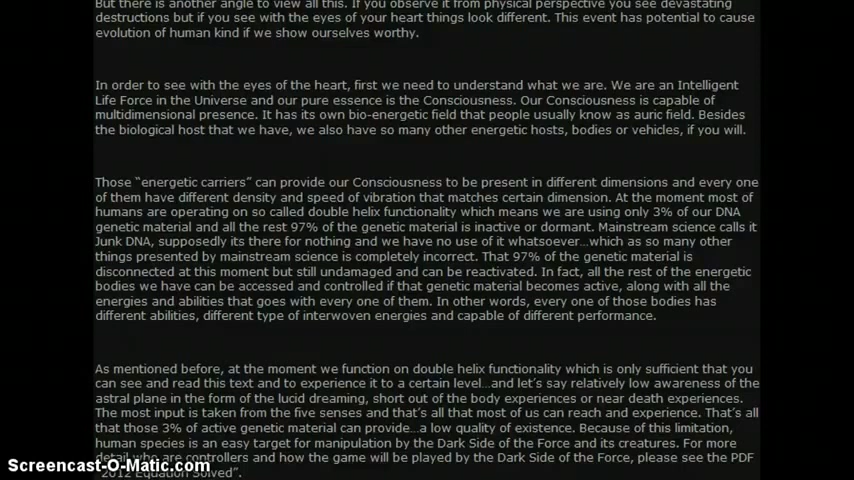 But there is another angle to view all this. If you observe it from physical perspective you see devastating
destructions but if you see with the eyes of your heart things look different. This event has potential to cause
evolution of human kind if we show ourselves worthy.
In order to see with the eyes of the heart, first we need to understand what we are. We are an Intelligent
Life Force in the Universe and our pure essence is the Consciousness. Our Consciousness is capable of
multidimensional presence. It has its own bio-energetic field that people usually know as auric field. Besides
the biological host that we have, we also have so many other energetic hosts, bodies or vehicles, if you will.
Those “energetic carriers” can provide our Consciousness to be present in different dimensions and every one
of them have different density and speed of vibration that matches certain dimension. At the moment most of
humans are operating on so called double helix functionality which means we are using only 3% of our DNA
genetic material and all the rest 97% of the genetic material is inactive or dormant. Mainstream science calls it
Junk DNA, supposedly its there for nothing and we have no use of it whatsoever…which as so many other
things presented by mainstream science is completely incorrect. That 97% of the genetic material is
disconnected at this moment but still undamaged and can be reactivated. In fact, all the rest of the energetic
bodies we have can be accessed and controlled if that genetic material becomes active, along with all the
energies and abilities that goes with every one of them. In other words, every one of those bodies has
different abilities, different type of interwoven energies and capable of different performance.
As mentioned before, at the moment we function on double helix functionality which is only sufficient that you
can see and read this text and to experience it to a certain level…and let’s say relatively low awareness of the
astral plane in the form of the lucid dreaming, short out of the body experiences or near death experiences.
The most input is taken from the five senses and that’s all that most of us can reach and experience. That’s all
that those 3% of active genetic material can provide…a low quality of existence. Because of this limitation,
human species is an easy target for manipulation by the Dark Side of the Force and its creatures. For more
detail who are controllers and how the game will be played by the Dark Side of the Force, please see the PDF
“2012 Equation Solved”.
Screencast-O-Matic.com